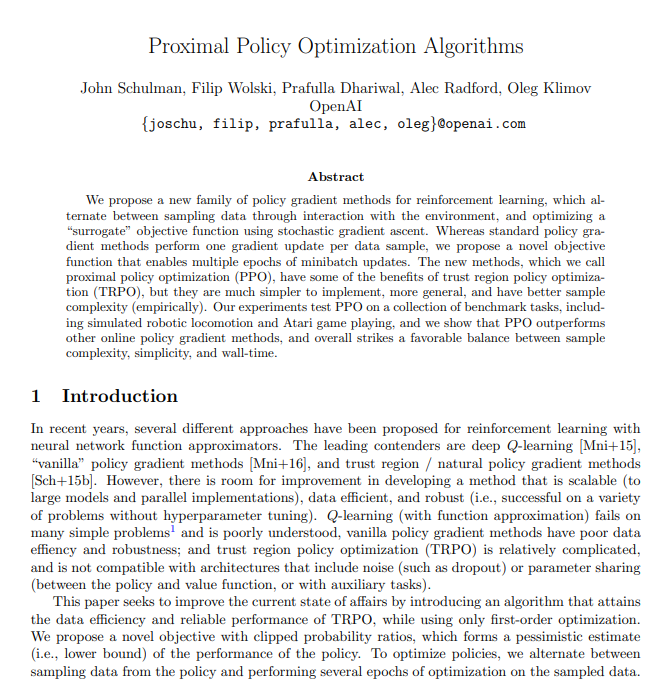 Proximal Policy Optimization Algorithms
John Schulman, Filip Wolski, Prafulla Dhariwal, Alec Radford, Oleg Klimov
OpenAI
{joschu, filip, prafulla, alec, oleg}@openai.com
Abstract
We propose a new family of policy gradient methods for reinforcement learning, which al-
ternate between sampling data through interaction with the environment, and optimizing a
“surrogate” objective function using stochastic gradient ascent. Whereas standard policy gra-
dient methods perform one gradient update per data sample, we propose a novel objective
function that enables multiple epochs of minibatch updates. The new methods, which we call
proximal policy optimization (PPO), have some of the benefits of trust region policy optimiza-
tion (TRPO), but they are much simpler to implement, more general, and have better sample
complexity (empirically). Our experiments test PPO on a collection of benchmark tasks, includ-
ing simulated robotic locomotion and Atari game playing, and we show that PPO outperforms
other online policy gradient methods, and overall strikes a favorable balance between sample
complexity, simplicity, and wall-time.
1 Introduction
In recent years, several different approaches have been proposed for reinforcement learning with
neural network function approximators. The leading contenders are deep Q-learning [Mni+15],
“vanilla” policy gradient methods [Mni+16], and trust region / natural policy gradient methods
[Sch+15b]. However, there is room for improvement in developing a method that is scalable (to
large models and parallel implementations), data efficient, and robust (i.e., successful on a variety
of problems without hyperparameter tuning). Q-learning (with function approximation) fails on
many simple problems¹ and is poorly understood, vanilla policy gradient methods have poor data
effiency and robustness; and trust region policy optimization (TRPO) is relatively complicated,
and is not compatible with architectures that include noise (such as dropout) or parameter sharing
(between the policy and value function, or with auxiliary tasks).
This paper seeks to improve the current state of affairs by introducing an algorithm that attains
the data efficiency and reliable performance of TRPO, while using only first-order optimization.
We propose a novel objective with clipped probability ratios, which forms a pessimistic estimate
(i.e., lower bound) of the performance of the policy. To optimize policies, we alternate between
sampling data from the policy and performing several epochs of optimization on the sampled data.